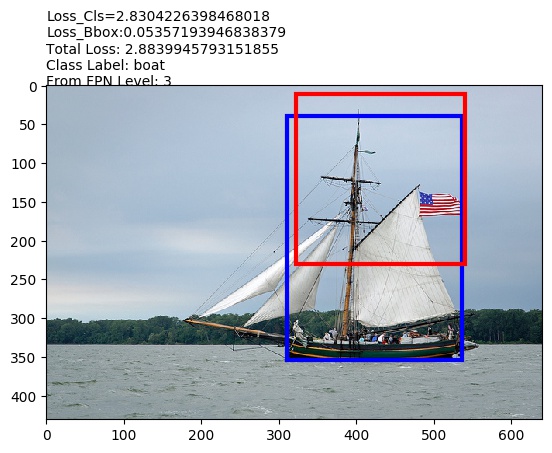 Loss_Cls=2.8304226398468018
Loss_Bbox:0.05357193946838379
Total Loss: 2.8839945793151855
Class Label: boat
From FPN Level: 3
0
50
100
150
200
250
300
350
400
0 100 200 300 400 500 600